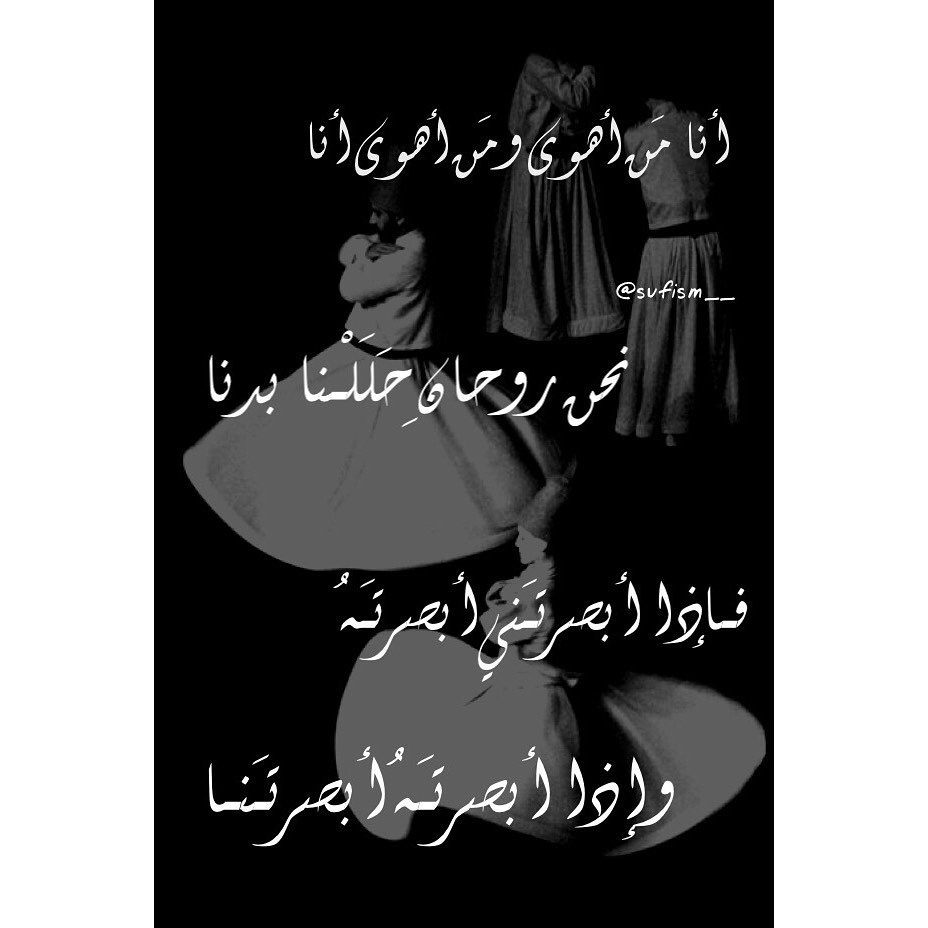 أنا مَن أهوى ومَن أهوى أنا
@sufism__
نحن روحانِ حَلَلْنا بدنا
فإذا أبصرتَني أبصرتَهُ
وإذا أبصرتَهُ أبصرتَنا